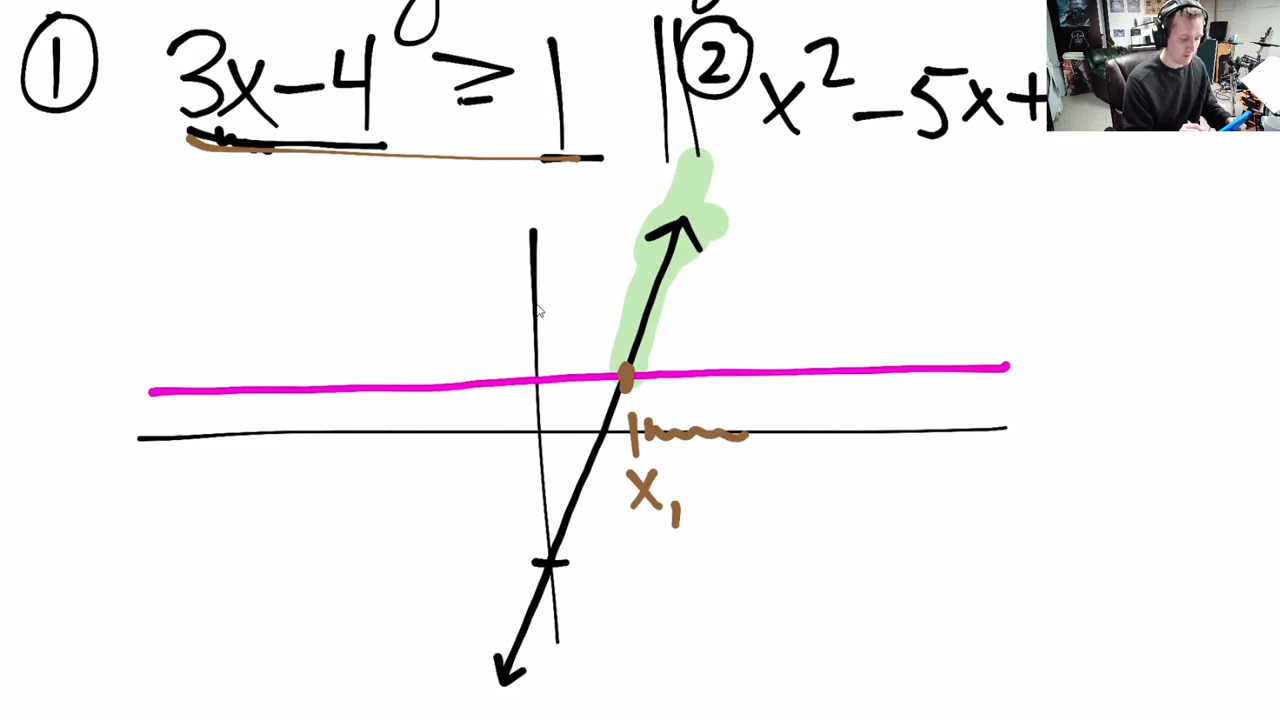 ① 3x-4 ≥ 1 || ② x² - 5x +
x₁